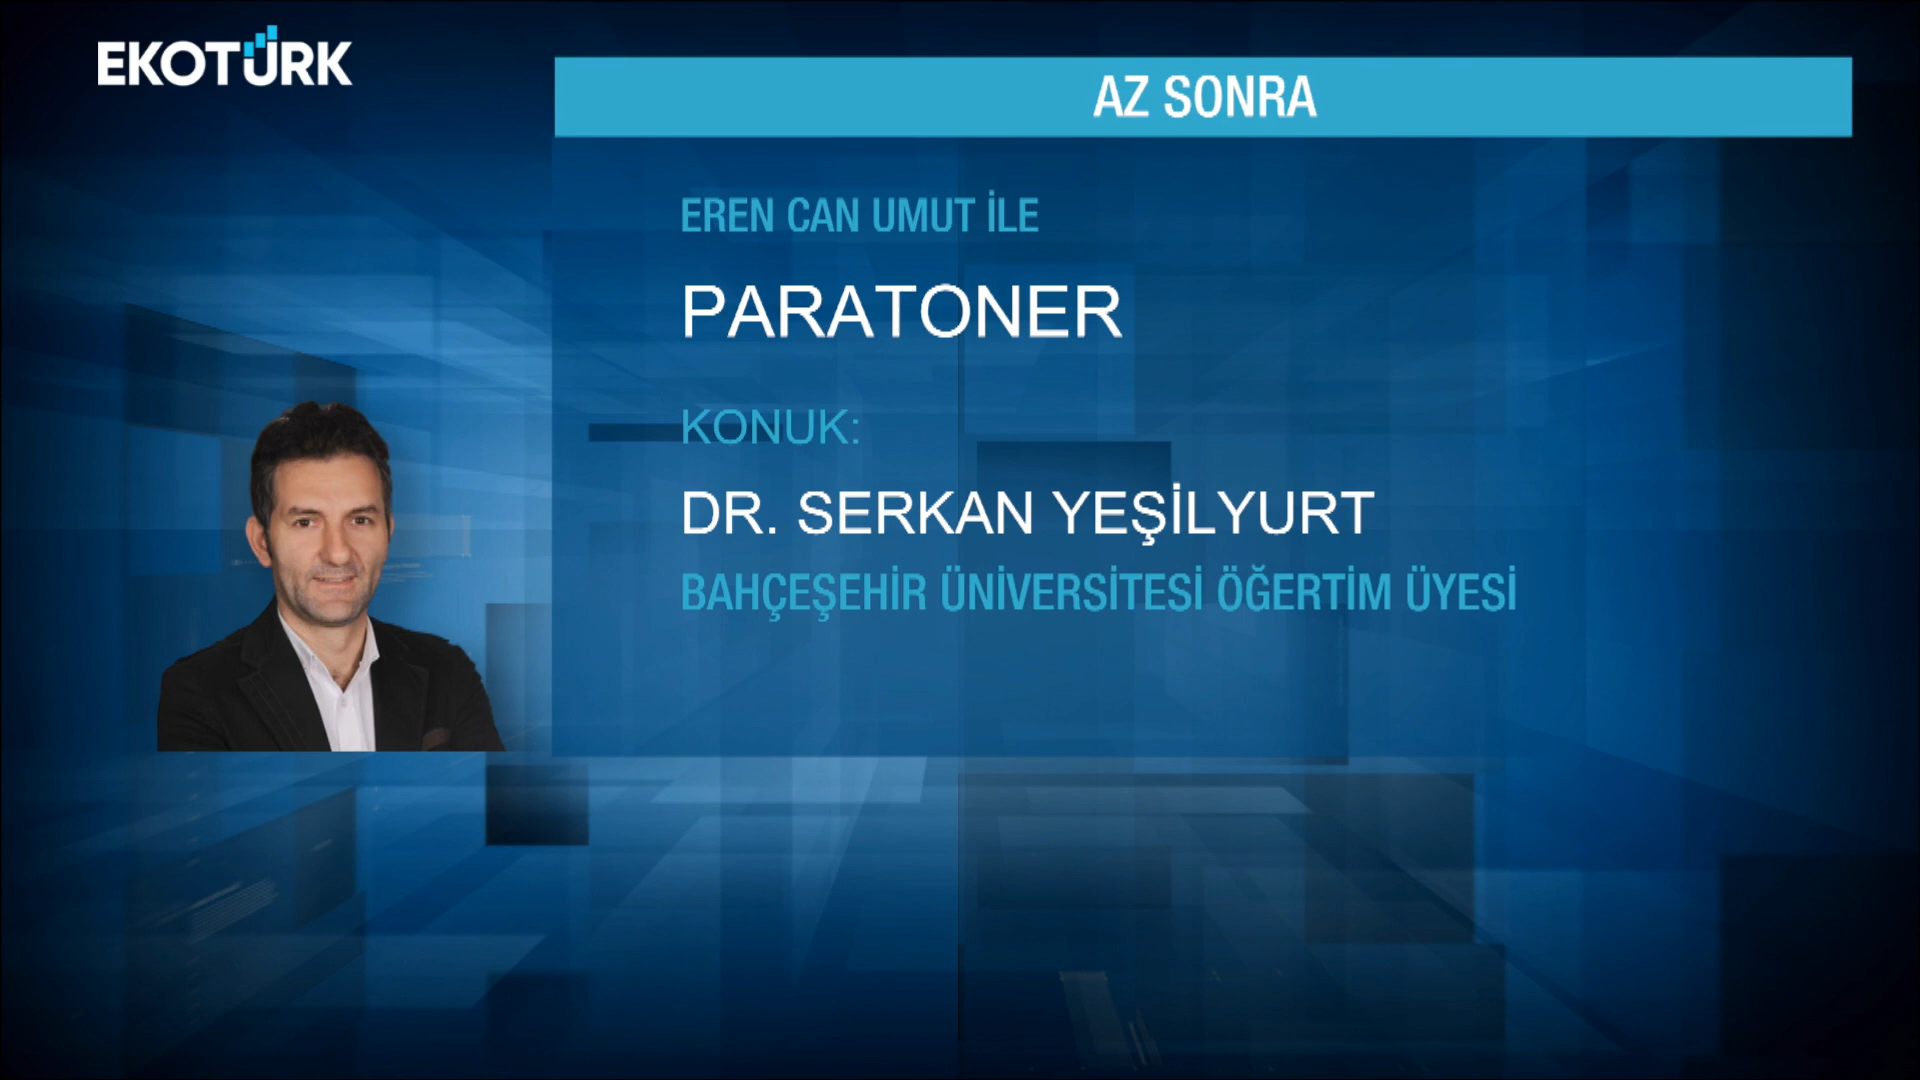 EKOTÜRK
AZ SONRA
EREN CAN UMUT İLE
PARATONER
KONUK:
DR. SERKAN YEŞİLYURT
BAHÇEŞEHİR ÜNİVERSİTESİ ÖĞERTİM ÜYESİ